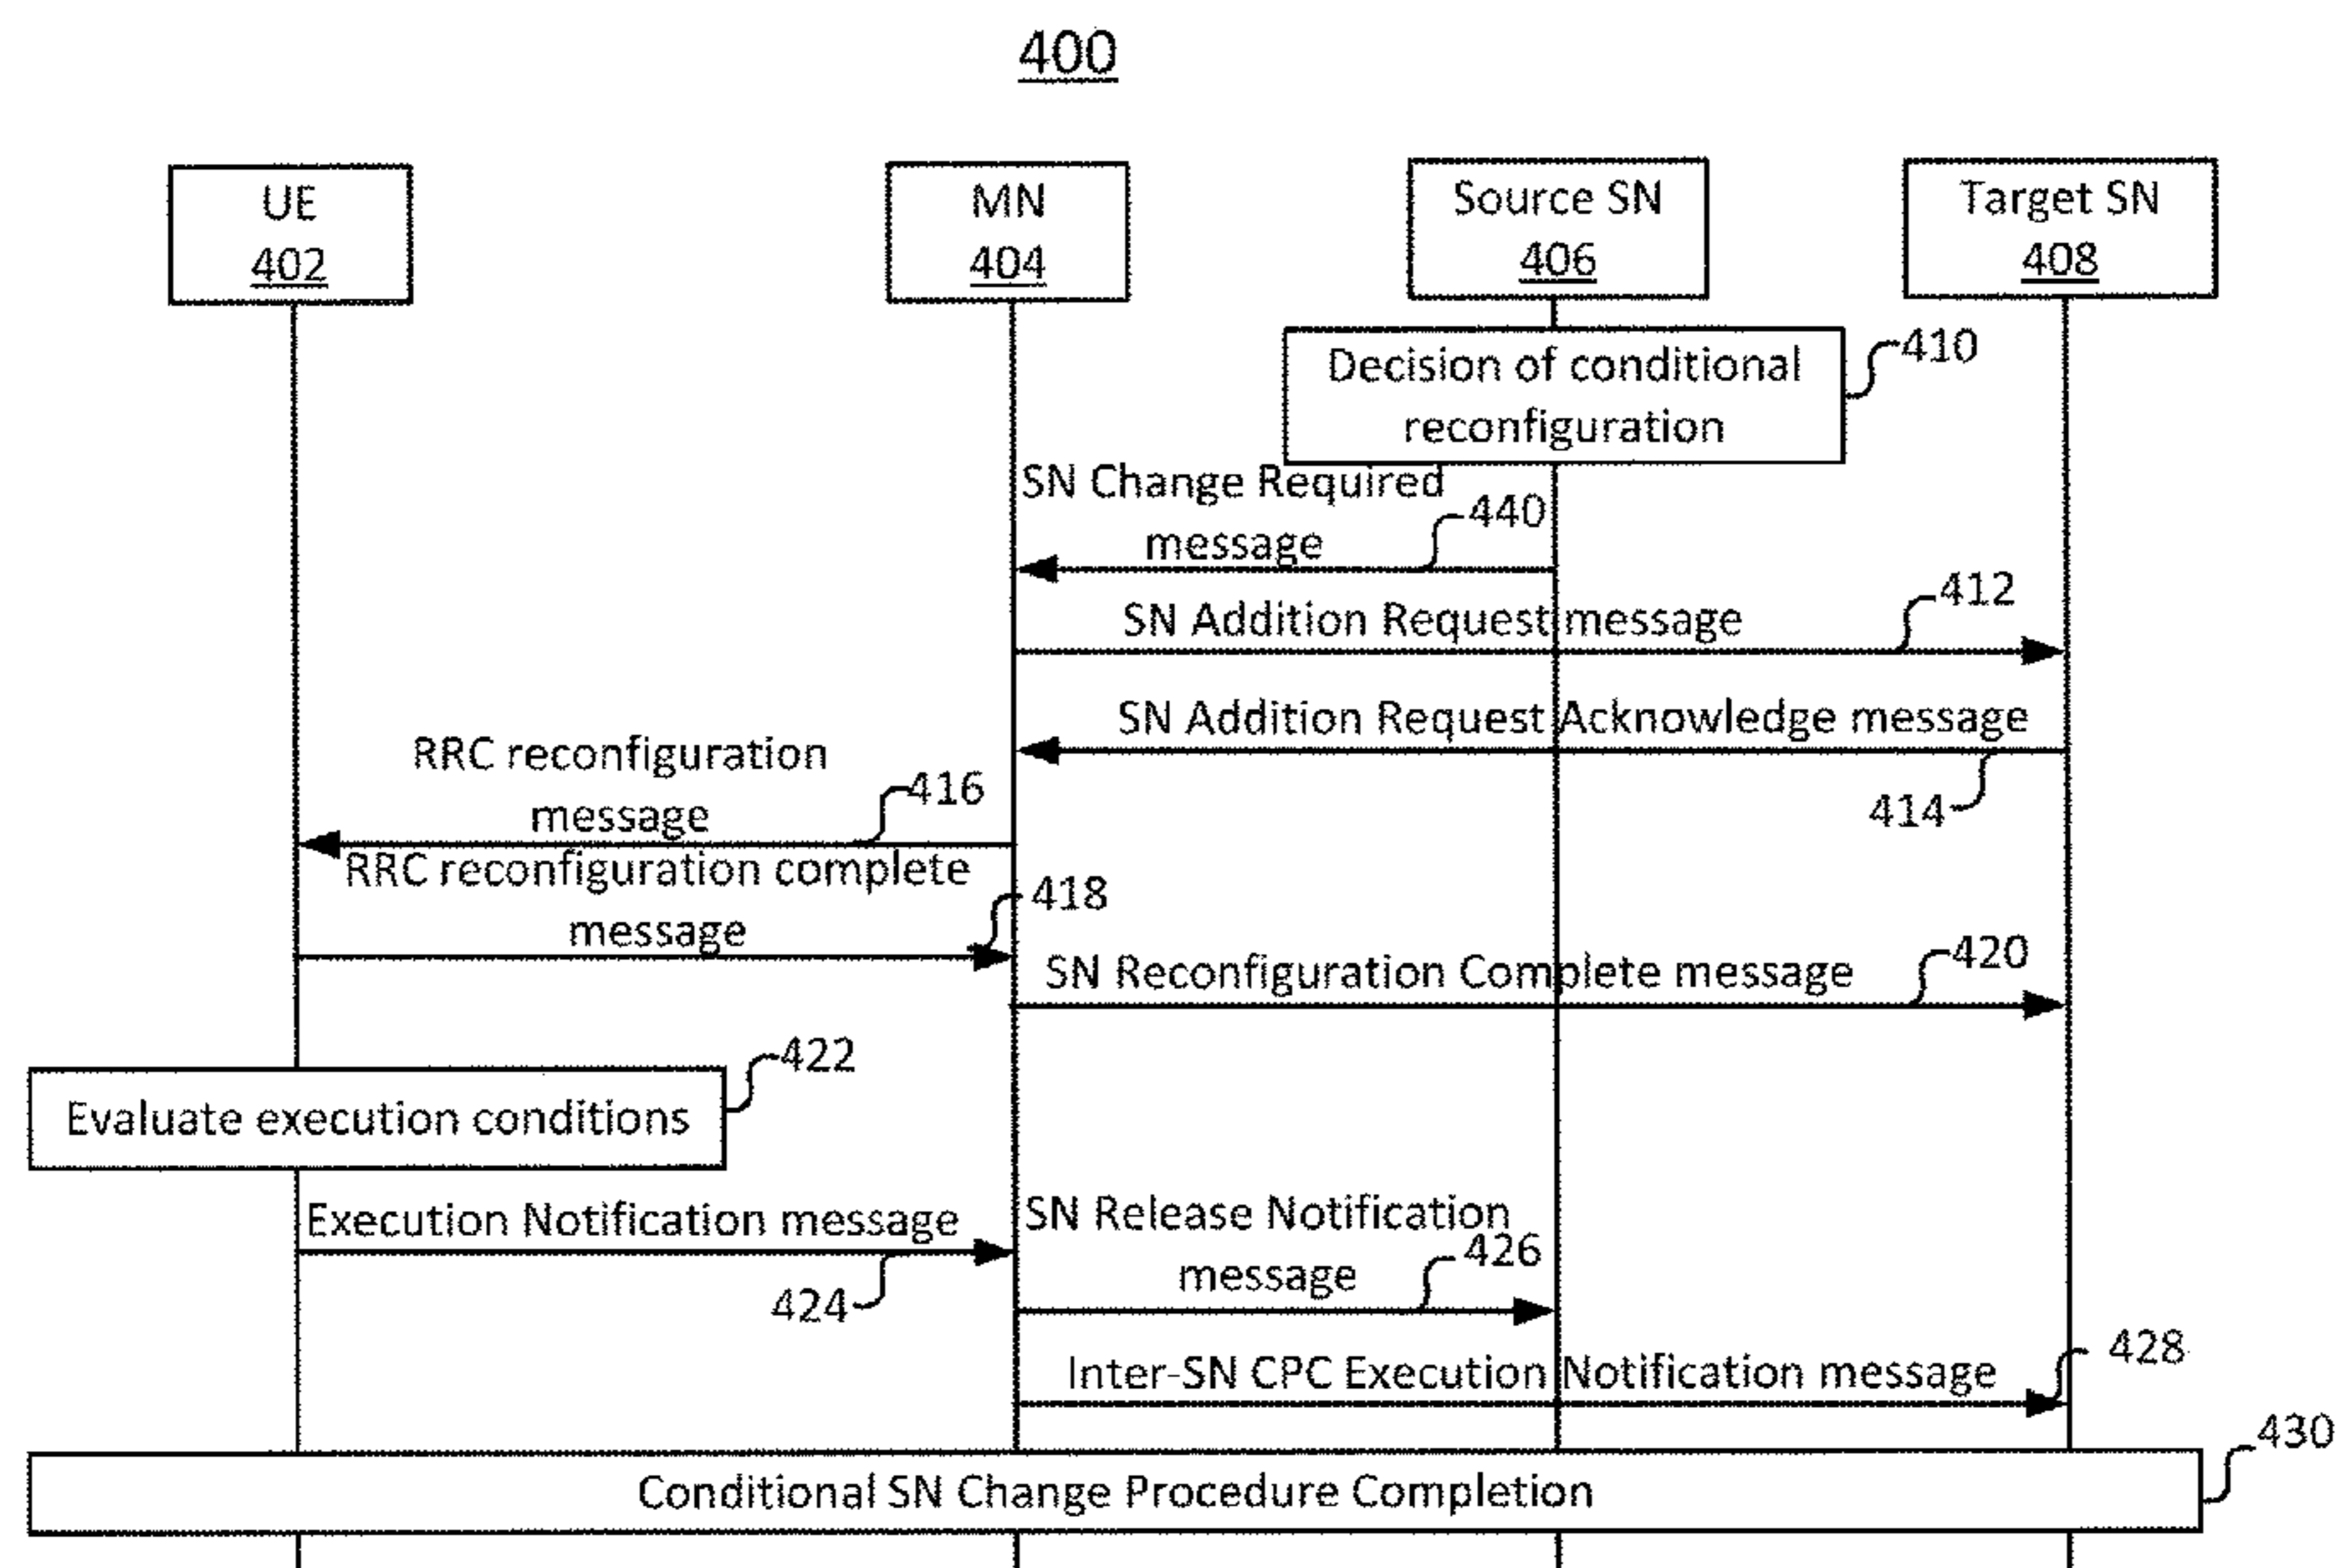 400
UE
402
MN
404
Source SN
406
Target SN
408
Decision of conditional
reconfiguration
410
SN Change Required
message
440
SN Addition Request message
412
SN Addition Request Acknowledge message
414
RRC reconfiguration
message
416
RRC reconfiguration complete
message
418
SN Reconfiguration Complete message
420
Evaluate execution conditions
422
Execution Notification message
424
SN Release Notification
message
426
Inter-SN CPC Execution Notification message
428
Conditional SN Change Procedure Completion
430